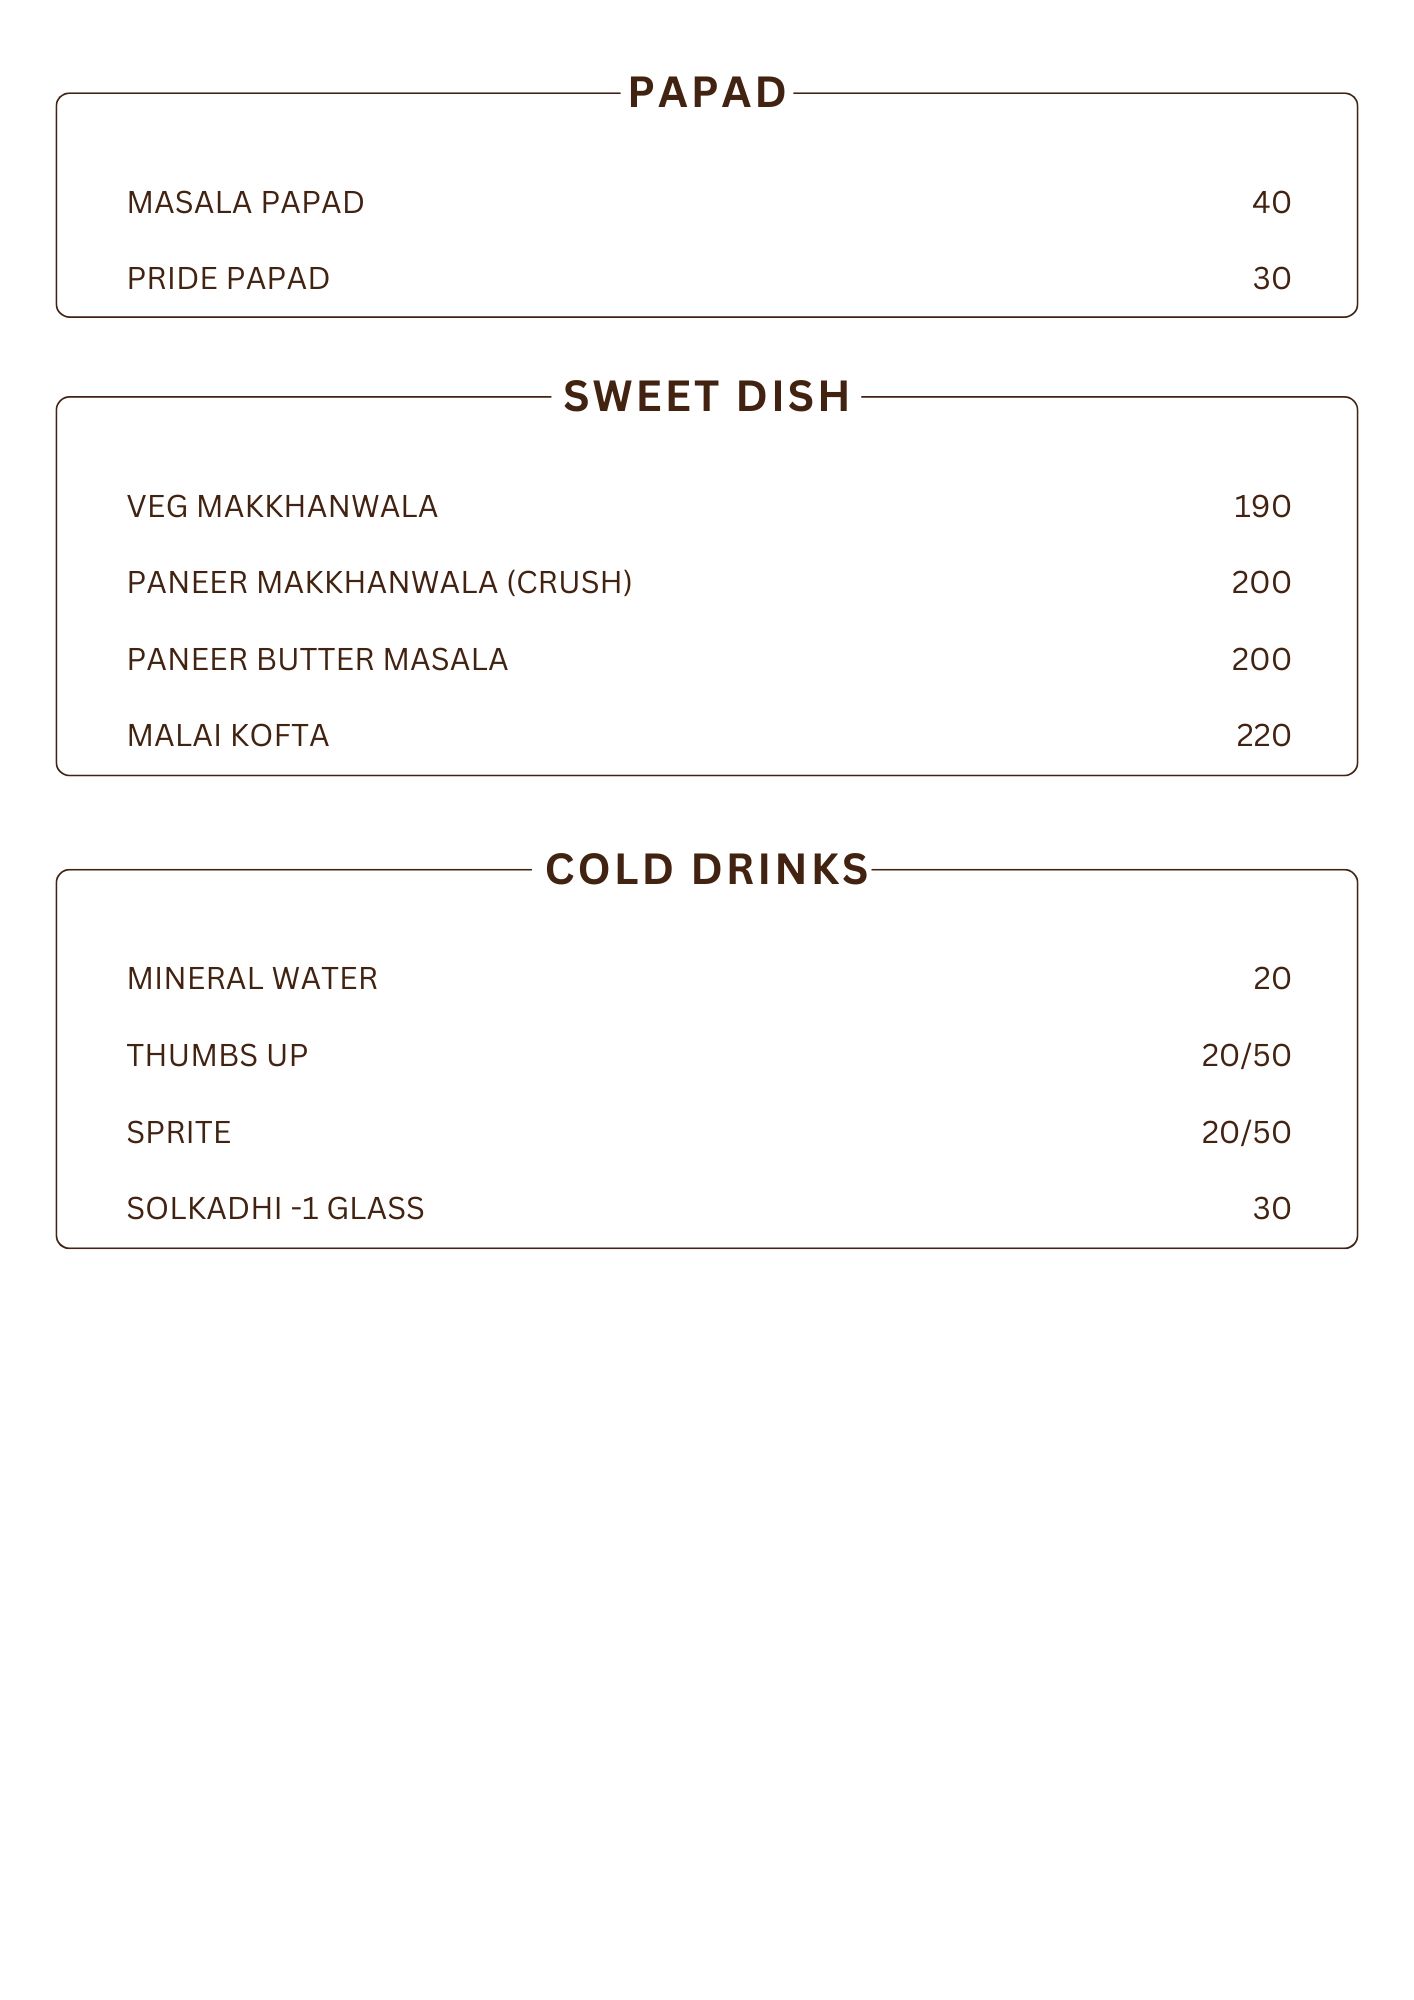 PAPAD
MASALA PAPAD 40
PRIDE PAPAD 30
SWEET DISH
VEG MAKKHANWALA 190
PANEER MAKKHANWALA (CRUSH) 200
PANEER BUTTER MASALA 200
MALAI KOFTA 220
COLD DRINKS
MINERAL WATER 20
THUMBS UP 20/50
SPRITE 20/50
SOLKADHI -1 GLASS 30